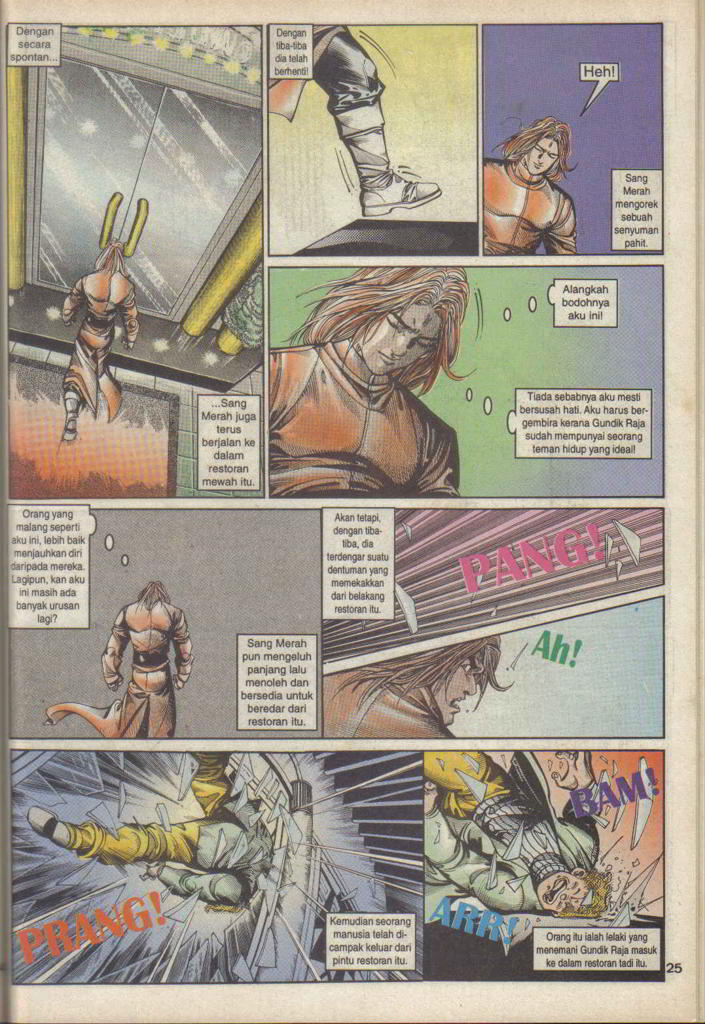 Dengan
secara
spontan...
...Sang
Merah juga
terus
berjalan ke
dalam
restoran
mewah itu.
Dengan
tiba-tiba
dia telah
berhenti!
Heh!
Sang
Merah
mengorek
sebuah
senyuman
pahit.
Alangkah
bodohnya
aku ini!
Tiada sebabnya aku mesti
bersusah hati. Aku harus ber-
gembira kerana Gundik Raja
sudah mempunyai seorang
teman hidup yang ideal!
Orang yang
malang seperti
aku ini, lebih baik
menjauhkan diri
daripada mereka.
Lagipun, kan aku
ini masih ada
banyak urusan
lagi?
Sang Merah
pun mengeluh
panjang lalu
menoleh dan
bersedia untuk
beredar dari
restoran itu.
Akan tetapi,
dengan tiba-
tiba, dia
terdengar suatu
dentuman yang
memekakkan
dari belakang
restoran itu.
PANG!
Ah!
PRANG!
Kemudian seorang
manusia telah di-
campak keluar dari
pintu restoran itu.
BAM!
ARR!
Orang itu ialah lelaki yang
menemani Gundik Raja masuk
ke dalam restoran tadi itu.
25